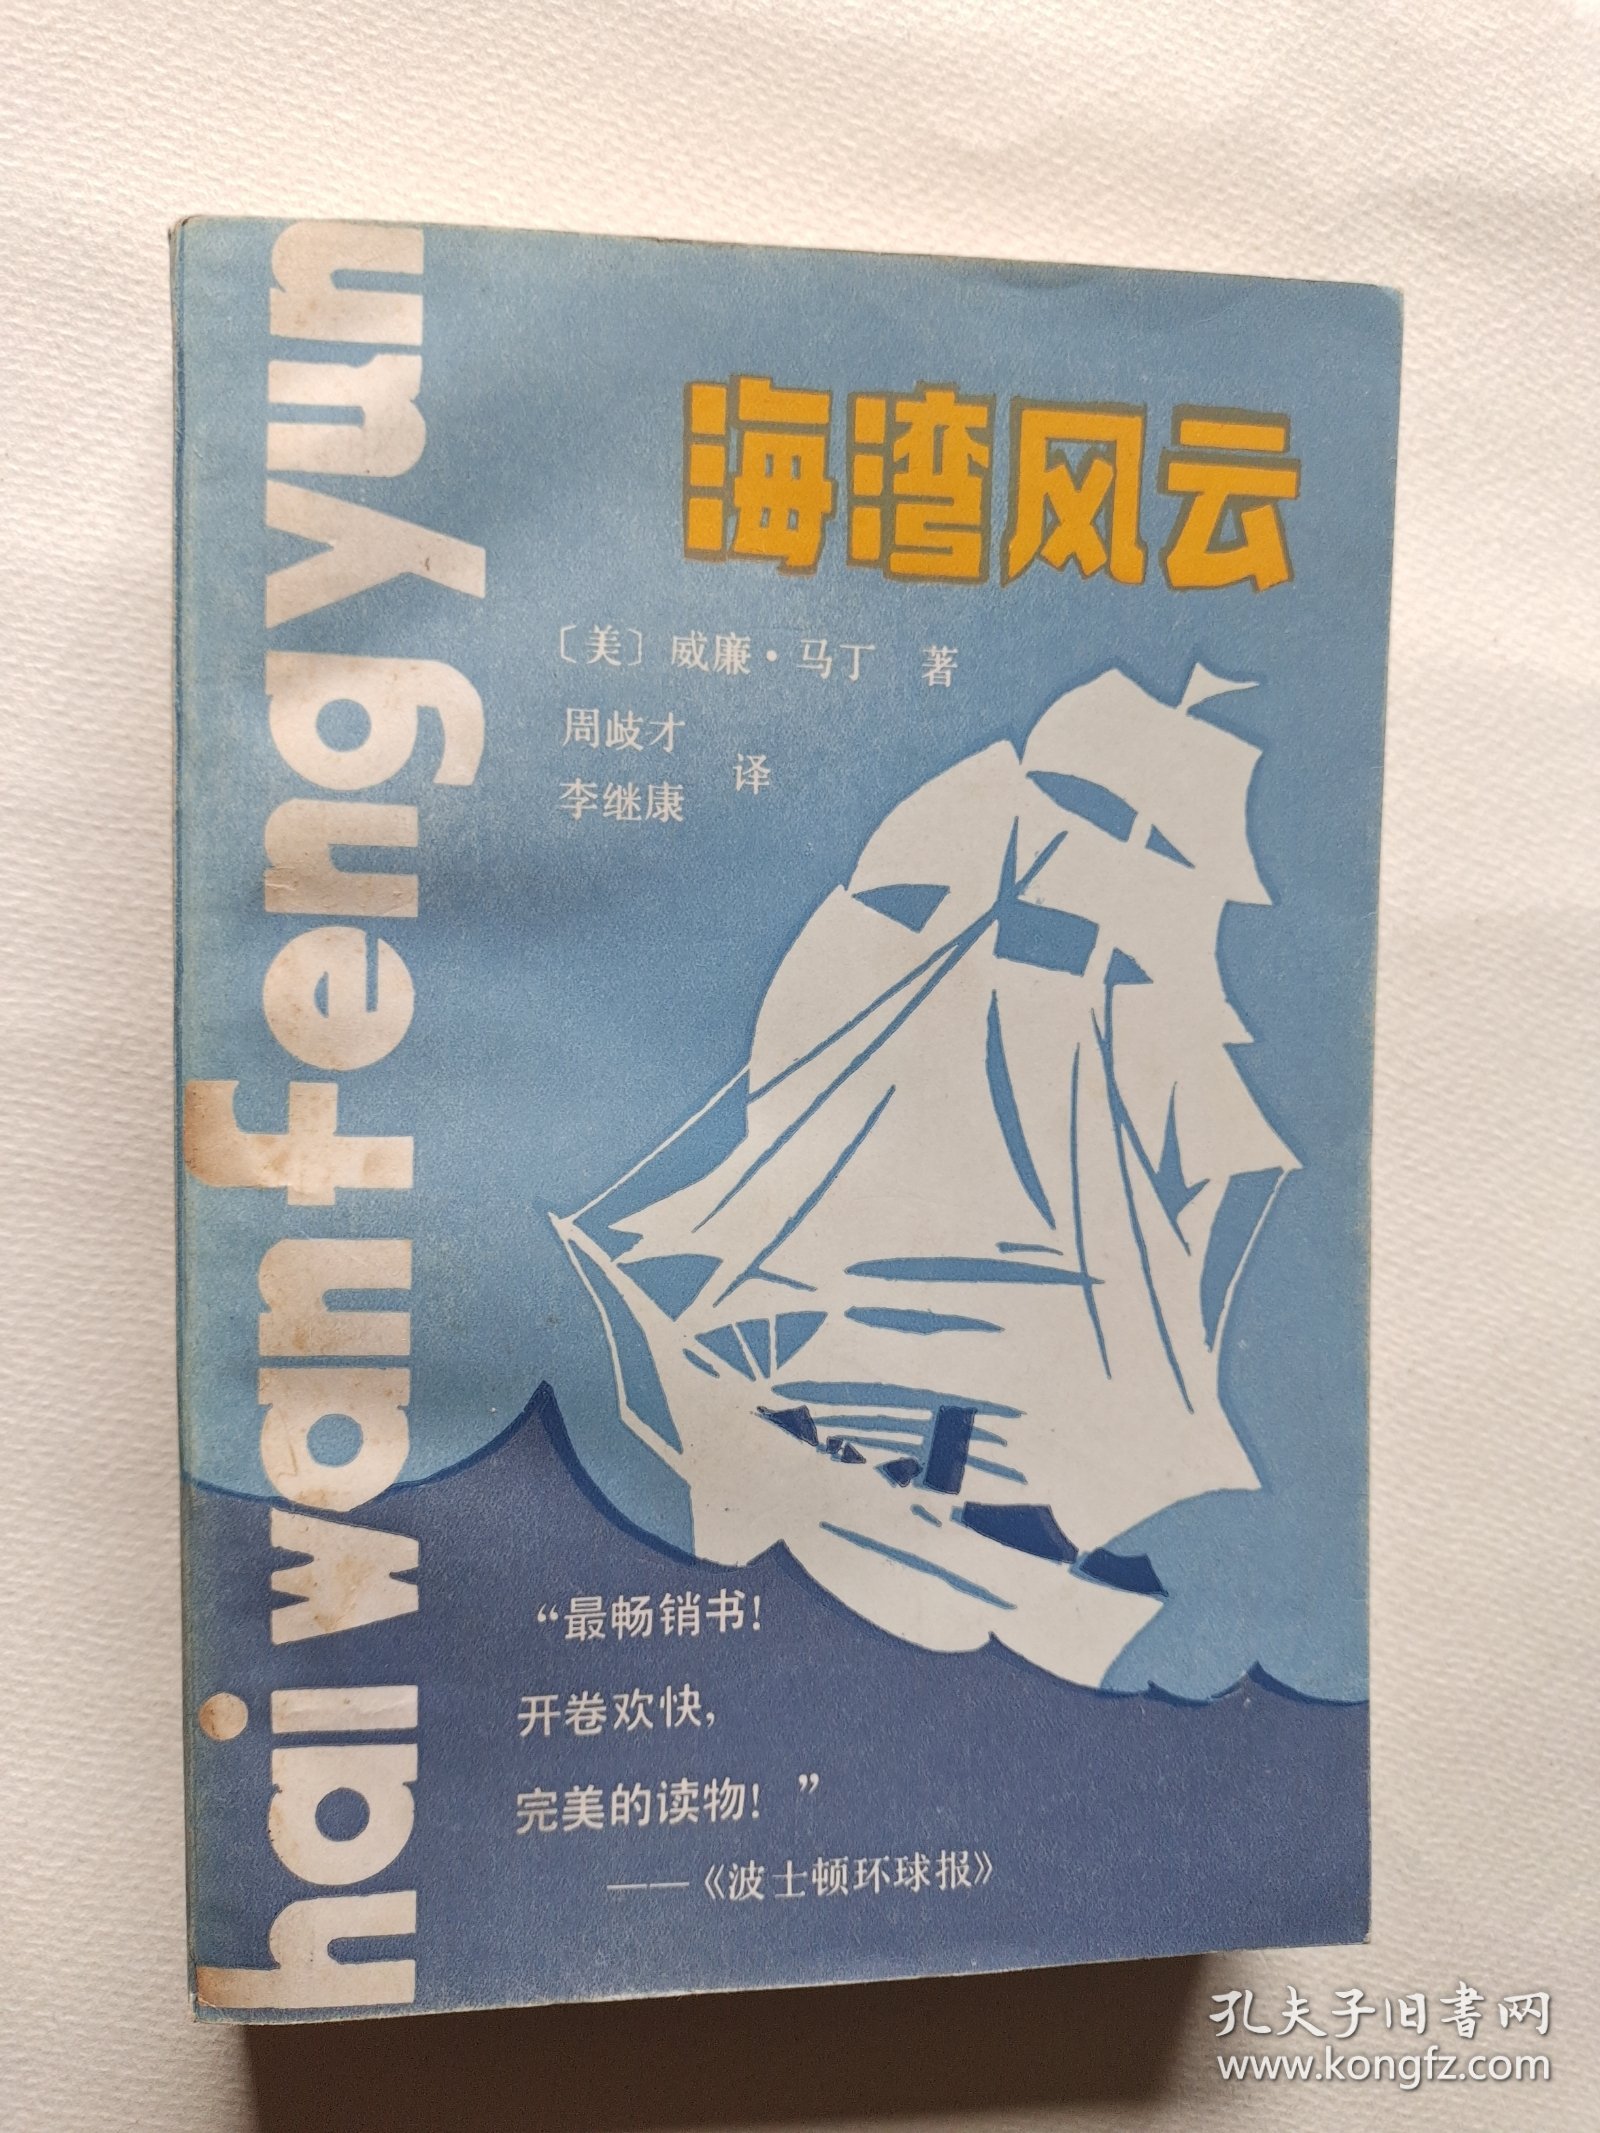 hai wan feng yun
海湾风云
〔美〕威廉·马丁 著
周歧才
李继康
译
“最畅销书!
开卷欢快,
完美的读物!”
——《波士顿环球报》
孔夫子旧书网
www.kongfz.com